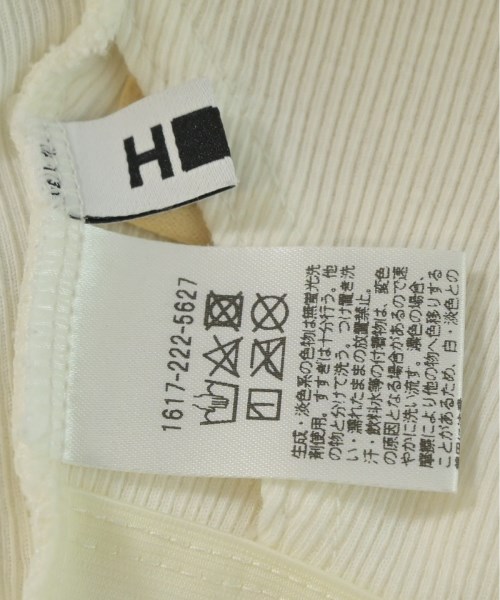 H
1617-222-5627
生成・淡色系の色物は無蛍光洗
剤使用。すすぎは十分行う。他
の物と分けて洗う。つけ置き洗
い・濡れたままの放置禁止。
汗・飲料水等の付着物は、変色
の原因となる場合があるので速
やかに洗い流す。濃色の場合、
摩擦により他の物へ色移りする
ことがあるため、白・淡色との